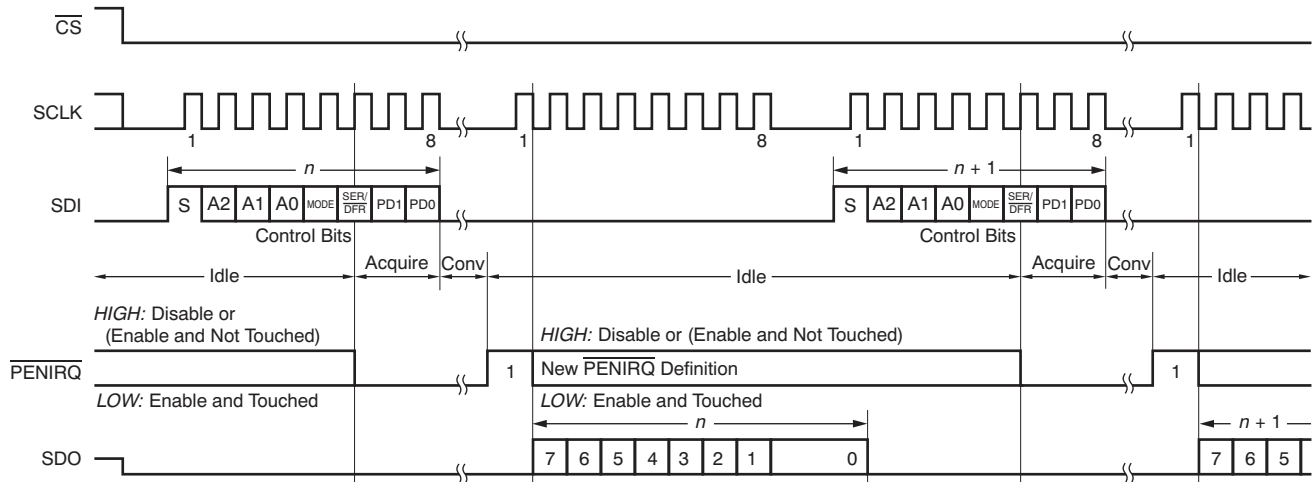 CS
SCLK
1 8 1 8 1 8 1
n n + 1
SDI
S A2 A1 A0 MODE SER/DFR PD1 PD0
S A2 A1 A0 MODE SER/DFR PD1 PD0
Control Bits Control Bits
Idle Acquire Conv Idle Acquire Conv Idle
HIGH: Disable or
(Enable and Not Touched)
HIGH: Disable or (Enable and Not Touched)
PENIRQ
1 New PENIRQ Definition 1
LOW: Enable and Touched LOW: Enable and Touched
n n + 1
SDO
7 6 5 4 3 2 1 0 7 6 5